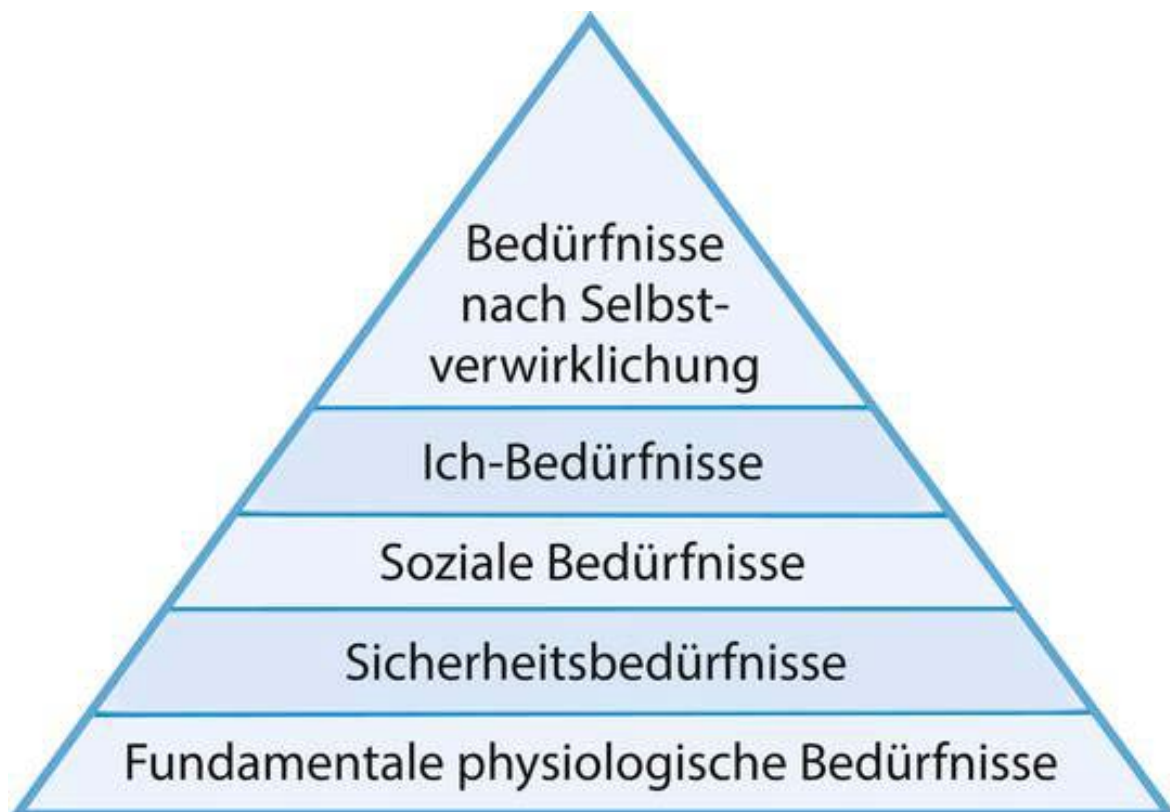 Bedürfnisse
nach Selbst-
verwirklichung
Ich-Bedürfnisse
Soziale Bedürfnisse
Sicherheitsbedürfnisse
Fundamentale physiologische Bedürfnisse